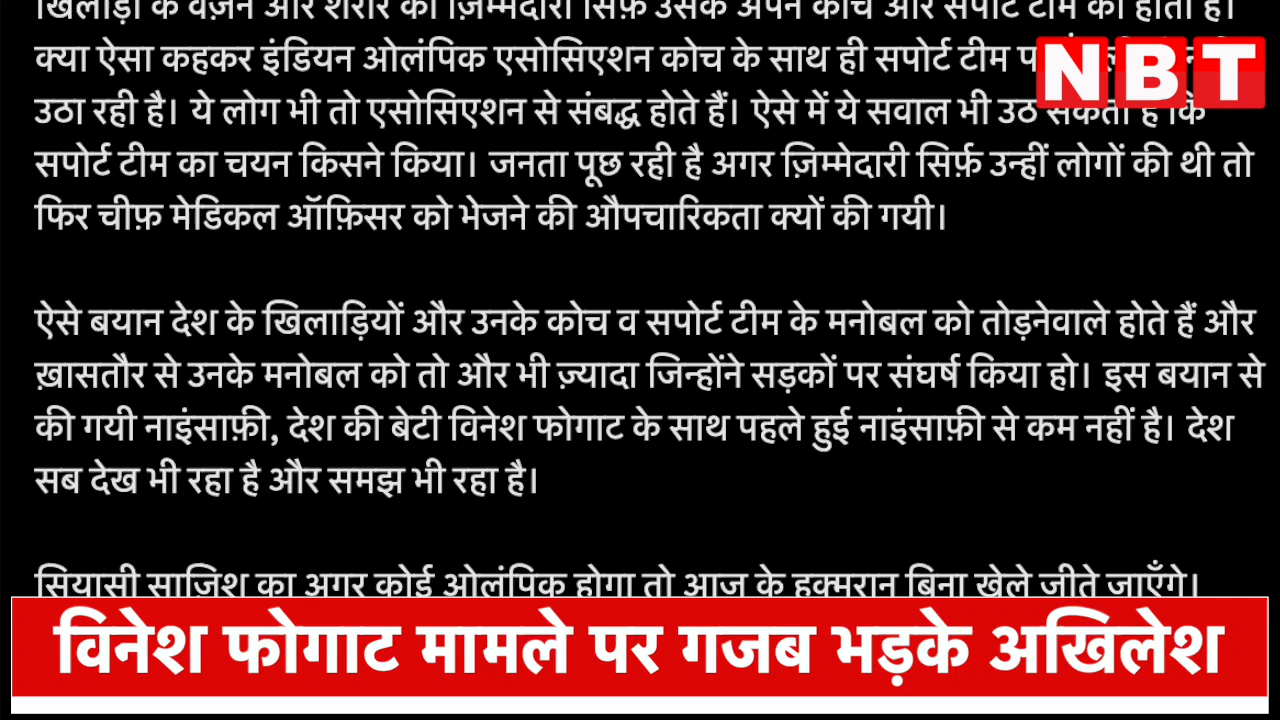 खिलाड़ी के वज़न और शरीर की ज़िम्मेदारी सिर्फ़ उसके अपने कोच और सपोर्ट टीम की होती है।
क्या ऐसा कहकर इंडियन ओलंपिक एसोसिएशन कोच के साथ ही सपोर्ट टीम
NBT
उठा रही है। ये लोग भी तो एसोसिएशन से संबद्ध होते हैं। ऐसे में ये सवाल भी उठ सकता है कि
सपोर्ट टीम का चयन किसने किया। जनता पूछ रही है अगर ज़िम्मेदारी सिर्फ़ उन्हीं लोगों की थी तो
फिर चीफ़ मेडिकल ऑफ़िसर को भेजने की औपचारिकता क्यों की गयी।
ऐसे बयान देश के खिलाड़ियों और उनके कोच व सपोर्ट टीम के मनोबल को तोड़नेवाले होते हैं और
ख़ासतौर से उनके मनोबल को तो और भी ज़्यादा जिन्होंने सड़कों पर संघर्ष किया हो। इस बयान से
की गयी नाइंसाफ़ी, देश की बेटी विनेश फोगाट के साथ पहले हुई नाइंसाफ़ी से कम नहीं है। देश
सब देख भी रहा है और समझ भी रहा है।
सियासी साज़िश का अगर कोई ओलंपिक होगा तो आज के हुक्मरान बिना खेले जीते जाएँगे।
विनेश फोगाट मामले पर गजब भड़के अखिलेश